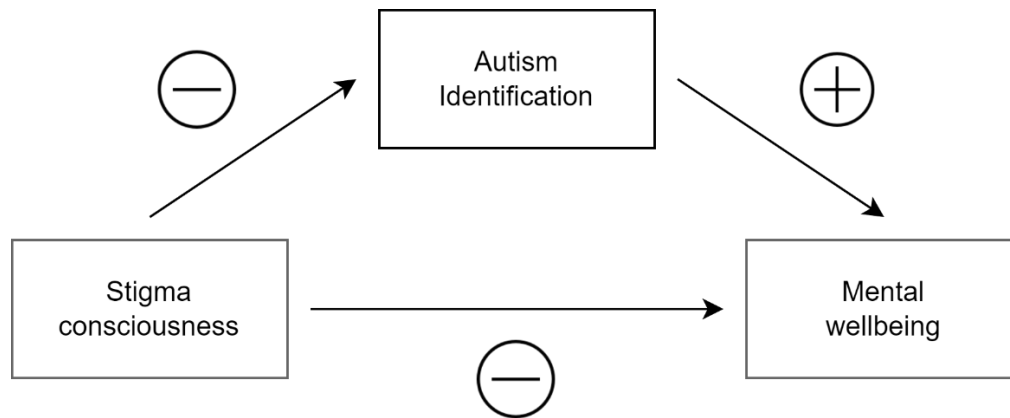 Autism
Identification
Stigma
consciousness
Mental
wellbeing